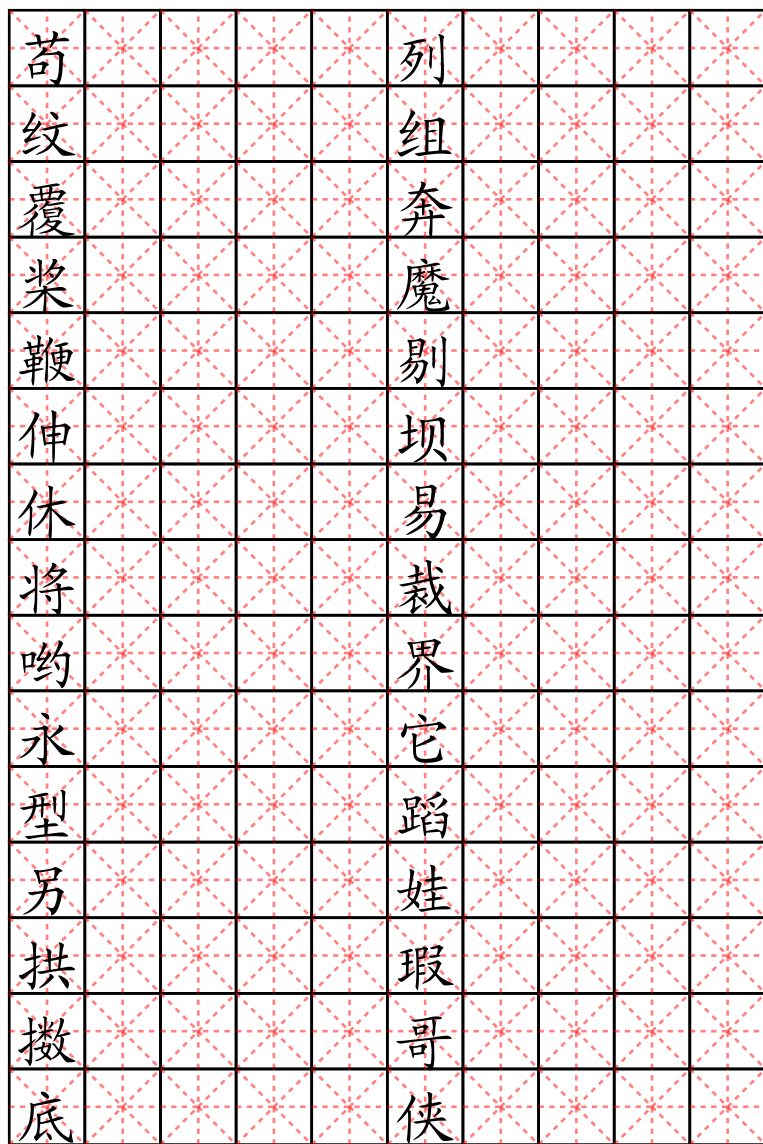 苟 列
纹 组
覆 奔
桨 魔
鞭 剔
伸 坝
休 易
将 裁
哟 界
永 它
型 蹈
另 娃
拱 瑕
擞 哥
底 侠